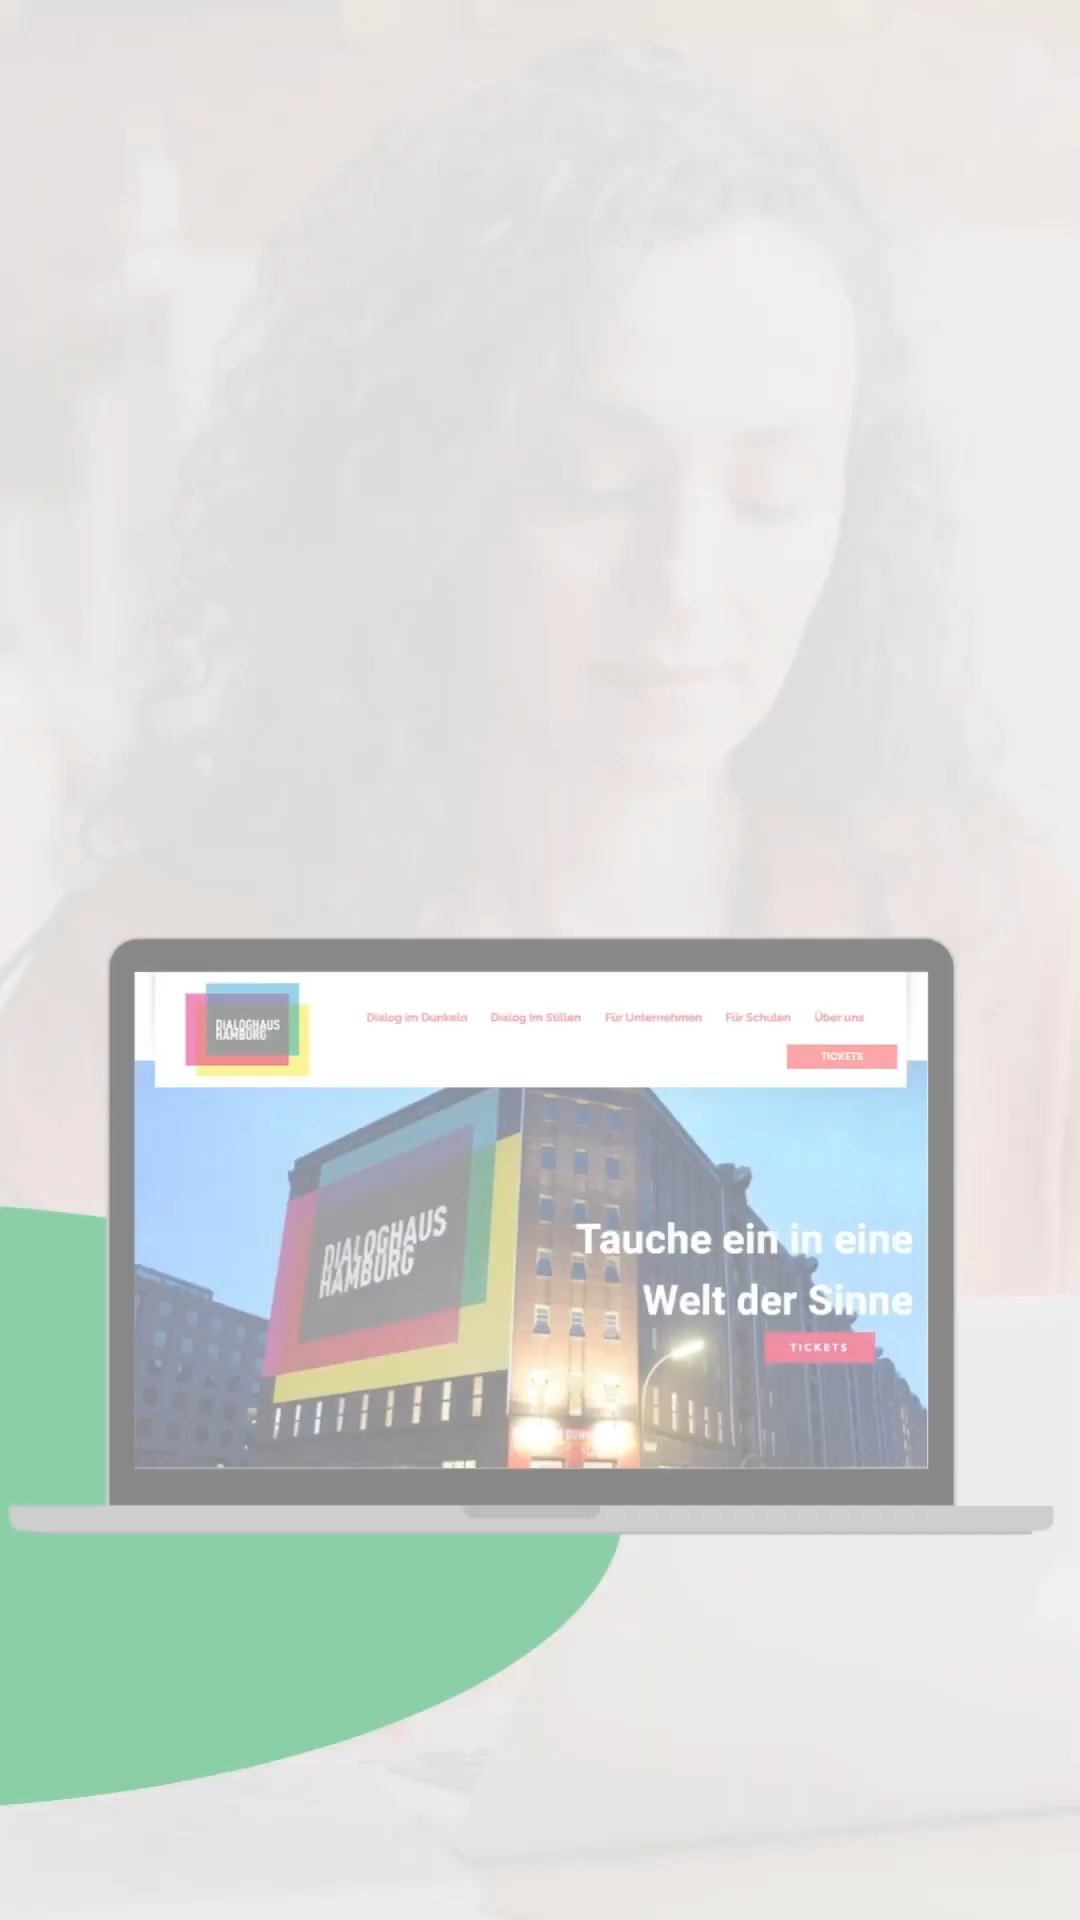 DIALOGHAUS
HAMBURG
Dialog im Dunkeln Dialog im Stillen Für Unternehmen Für Schulen Über uns
TICKETS
DIALOGHAUS
HAMBURG
Tauche ein in eine
Welt der Sinne
TICKETS